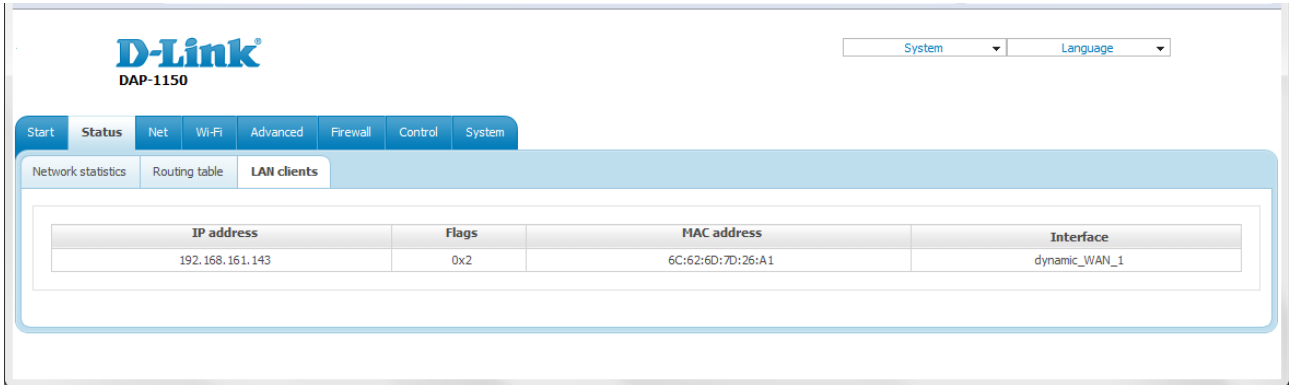 D-Link®
DAP-1150
System Language
Start Status Net Wi-Fi Advanced Firewall Control System
Network statistics Routing table LAN clients
IP address Flags MAC address Interface
192.168.161.143 0x2 6C:62:6D:7D:26:A1 dynamic_WAN_1